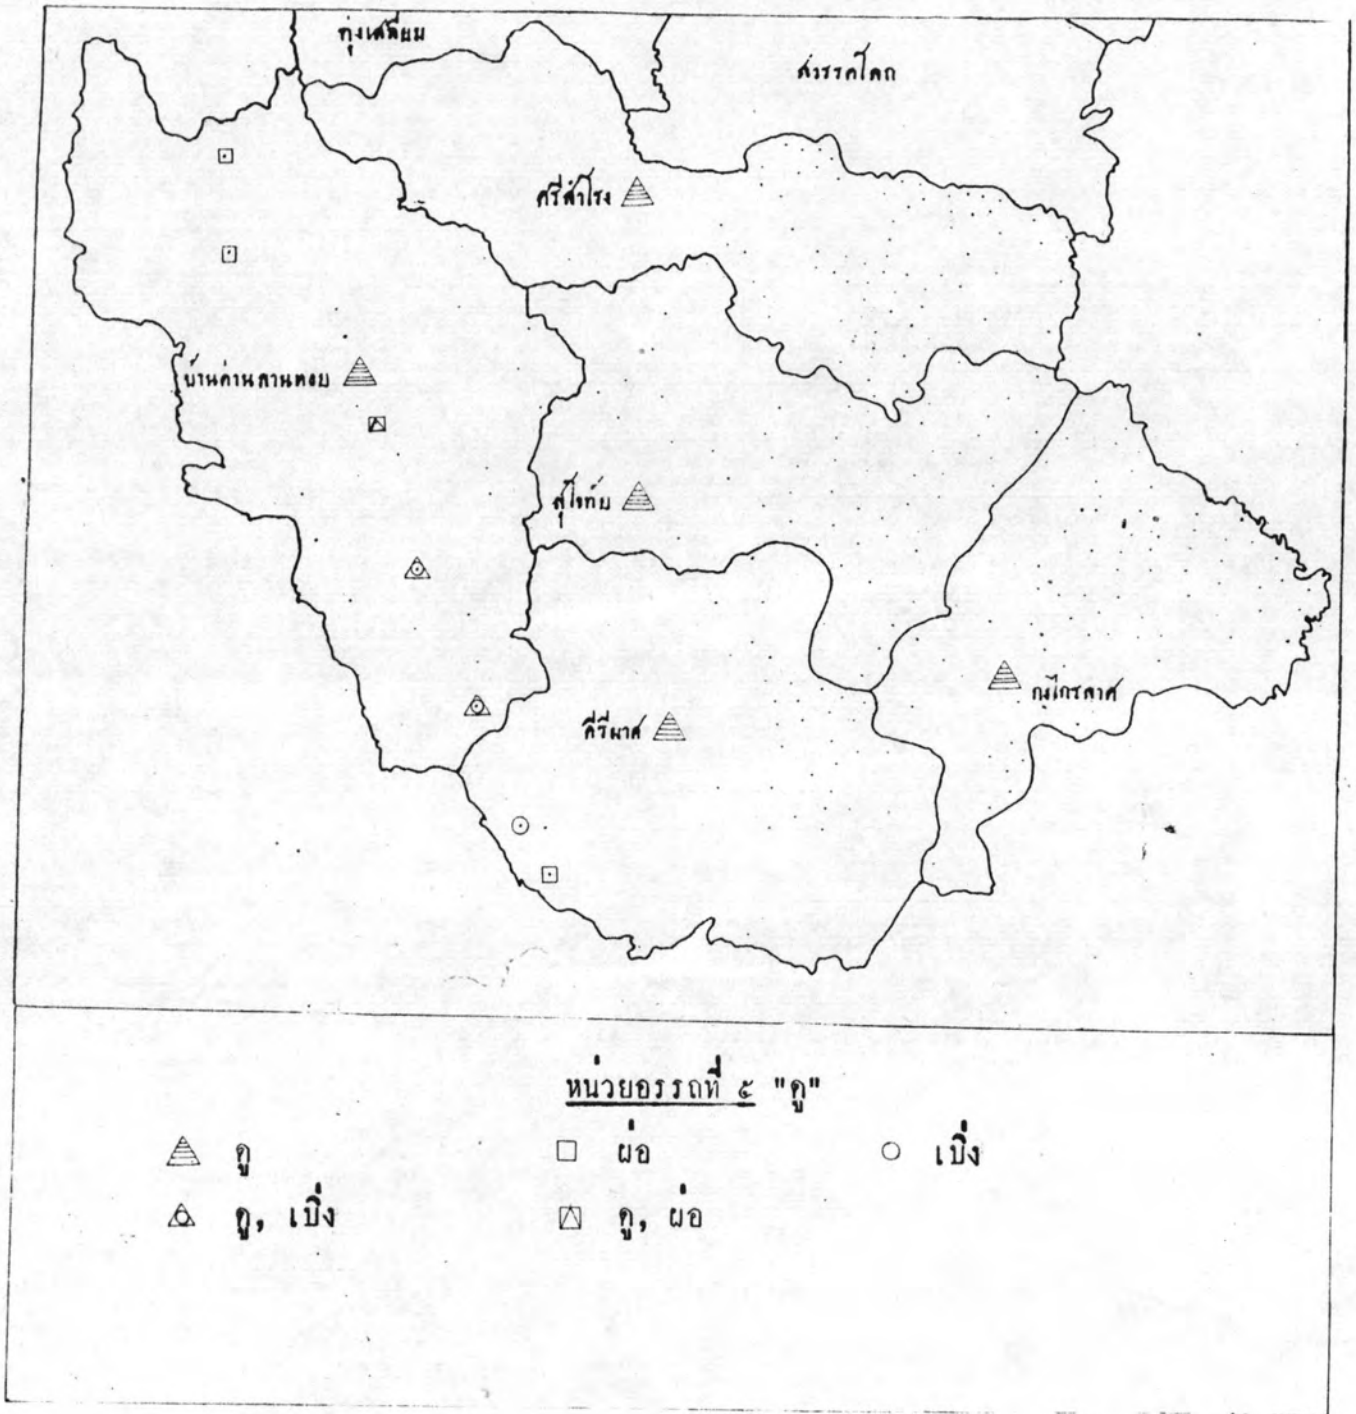 ทุ่งเสลี่ยม
สวรรคโลก
ศรีสำโรง
บ้านด่านลานหอย
สุโขทัย
กงไกรลาศ
คีรีมาศ
หน่วยอรรถที่ ๕ "ดู"
ดู ผ่อ เบิ่ง
ดู, เบิ่ง ดู, ผ่อ